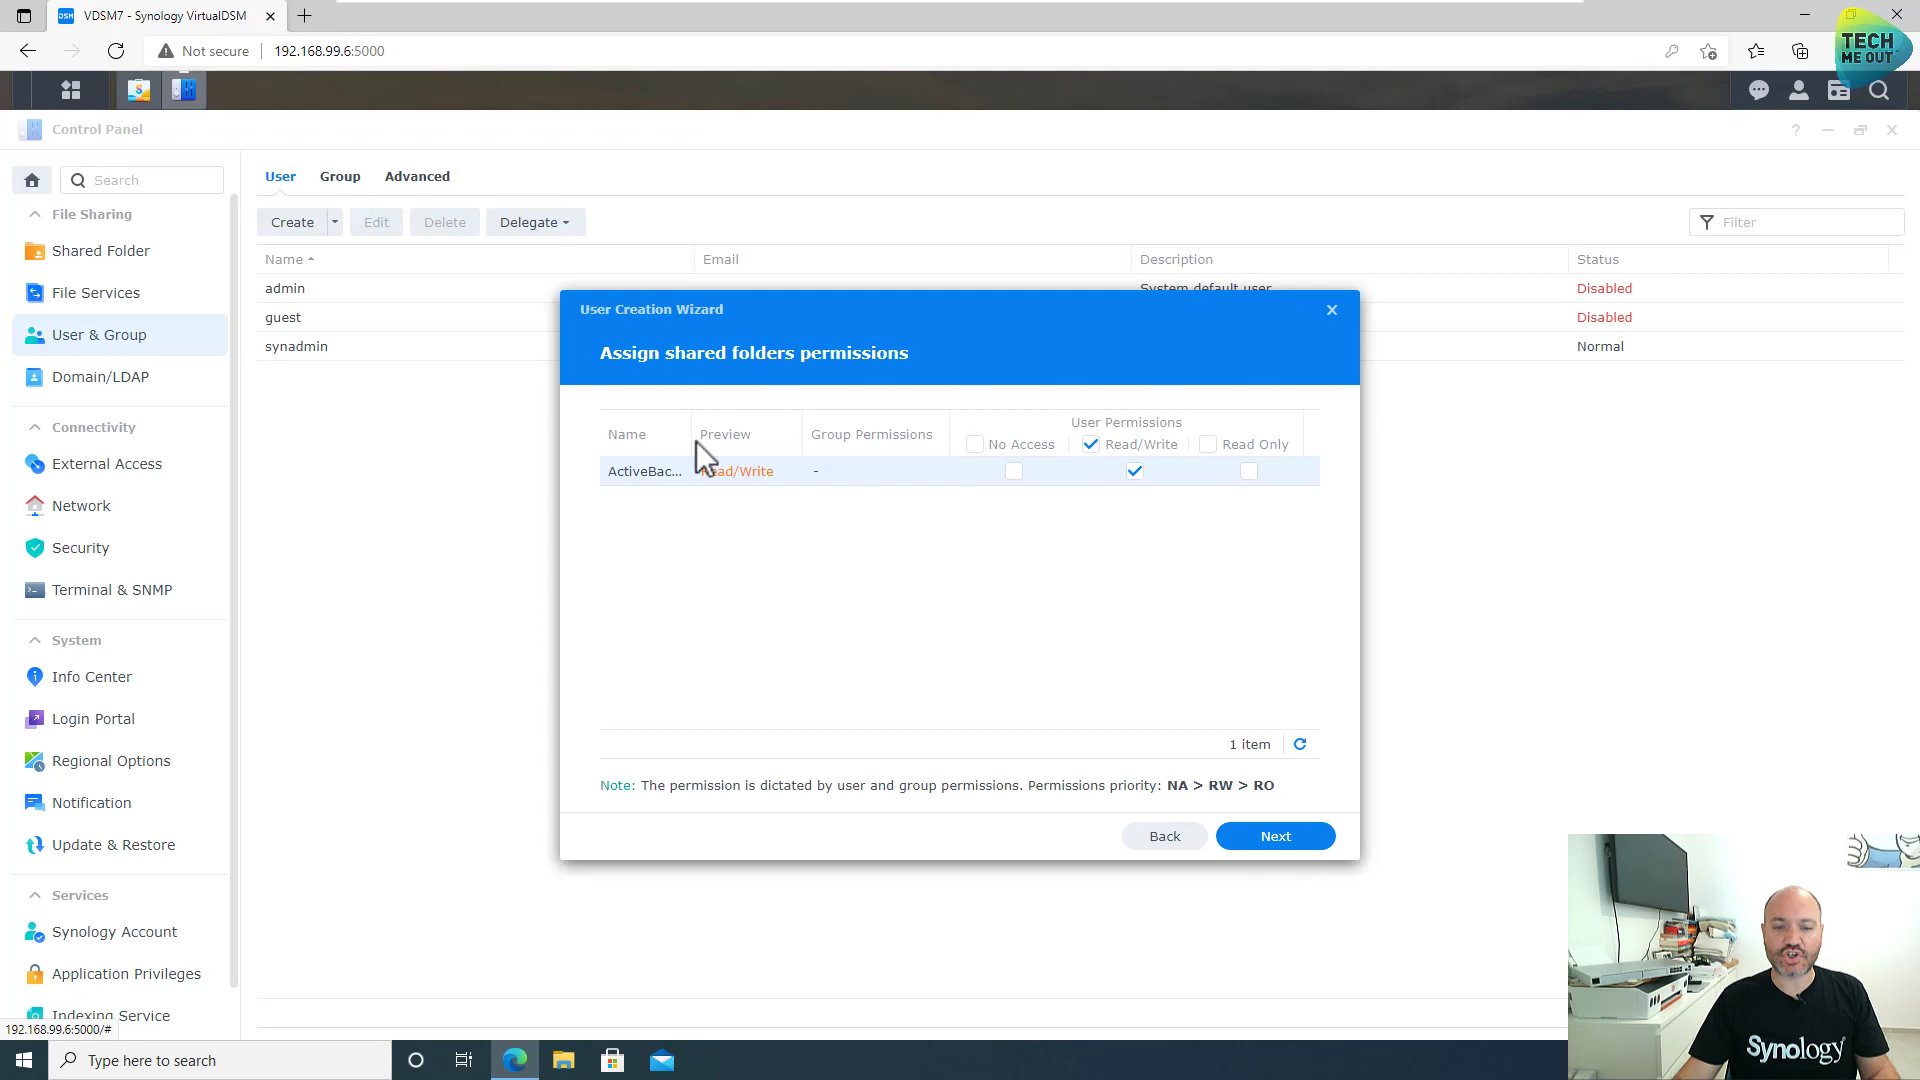 VDSM7 - Synology VirtualDSM
Not secure
192.168.99.6:5000
TECH
ME OUT
Control Panel
Search
User
Group
Advanced
File Sharing
Shared Folder
File Services
User & Group
Domain/LDAP
Connectivity
External Access
Network
Security
Terminal & SNMP
System
Info Center
Login Portal
Regional Options
Notification
Update & Restore
Services
Synology Account
Application Privileges
Indexing Service
192.168.99.6:5000/#
Create
Edit
Delete
Delegate
Filter
Name
Email
Description
Status
admin
System default user
Disabled
guest
Disabled
synadmin
Normal
User Creation Wizard
Assign shared folders permissions
Name
Preview
Group Permissions
User Permissions
No Access
Read/Write
Read Only
ActiveBac...
Read/Write
-
1 item
Note: The permission is dictated by user and group permissions. Permissions priority: NA > RW > RO
Back
Next
Synology
Type here to search